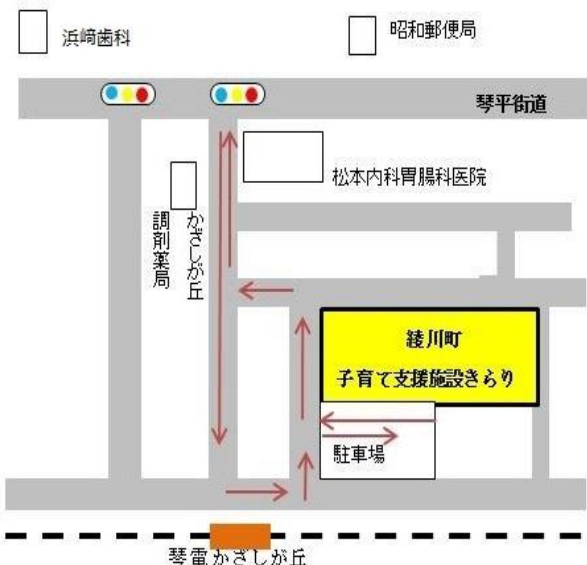 浜﨑歯科
昭和郵便局
琴平街道
松本内科胃腸科医院
かざしが丘
調剤薬局
綾川町
子育て支援施設きらり
駐車場
琴電かざしが丘